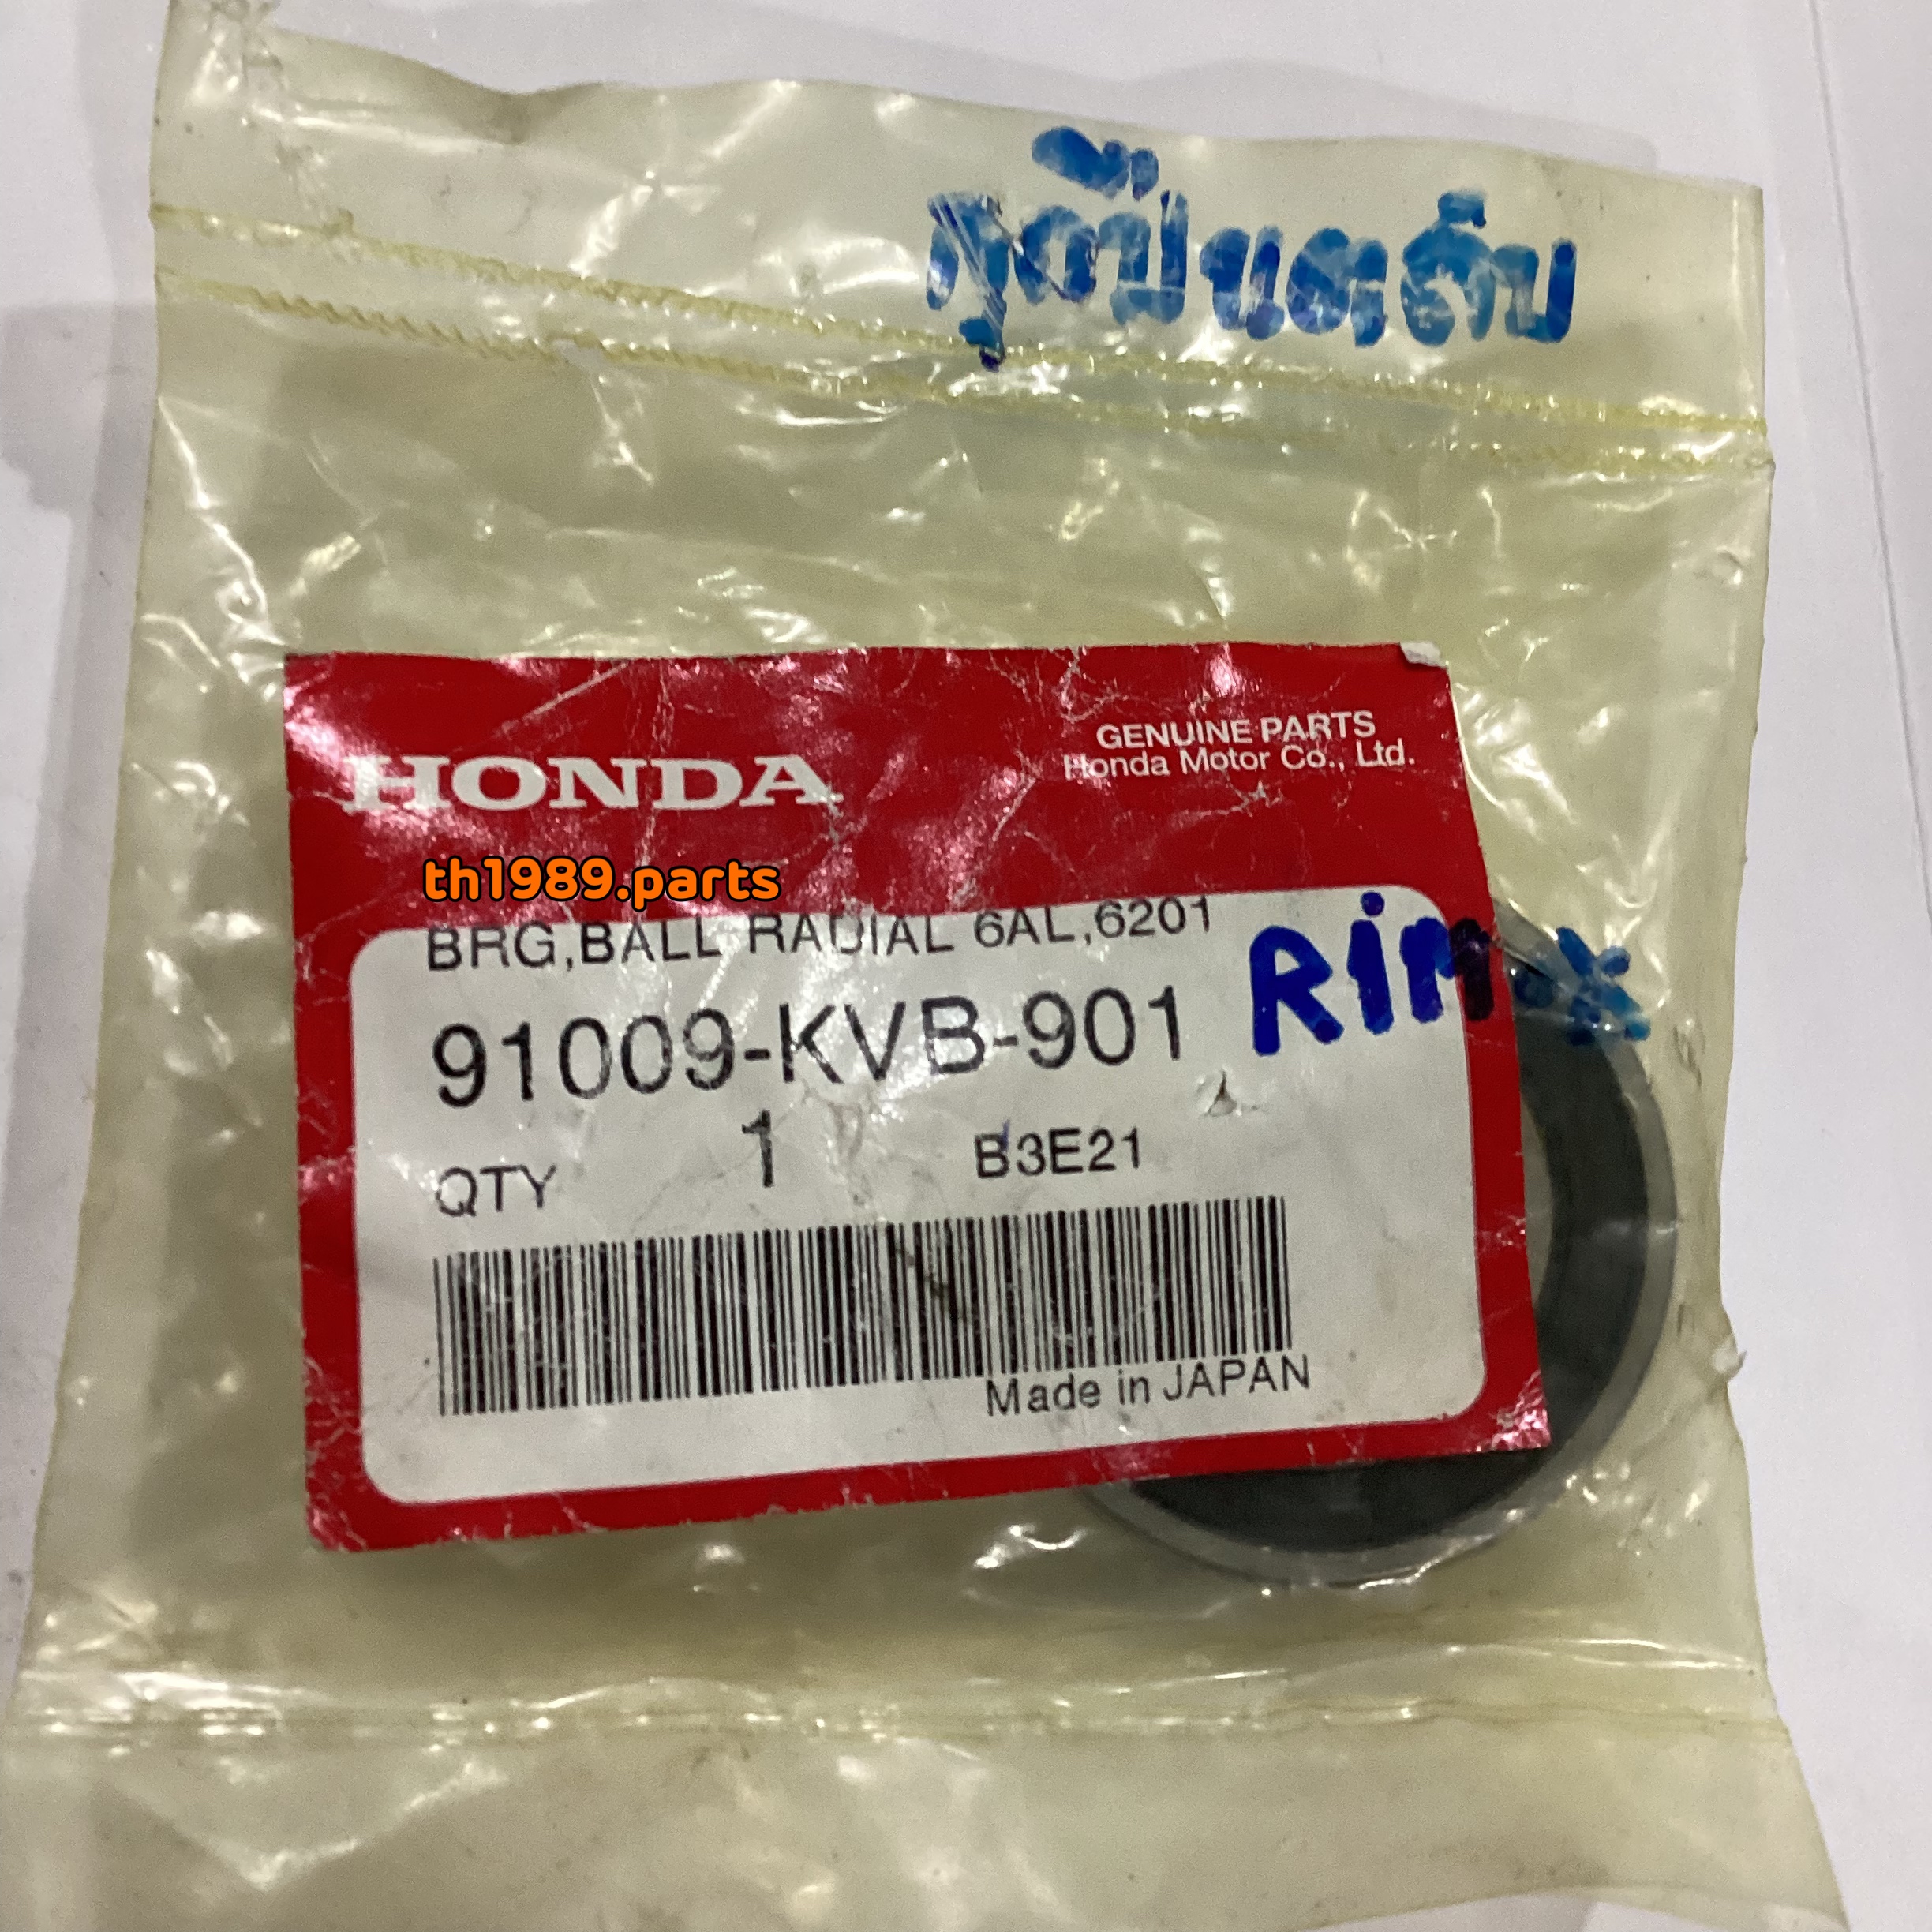 ลูกปืนตลับ
HONDA
GENUINE PARTS
Honda Motor Co., Ltd.
th1989.parts
BRG,BALL RADIAL 6AL,6201
91009-KVB-901
RiM
QTY 1 B3E21
Made in JAPAN